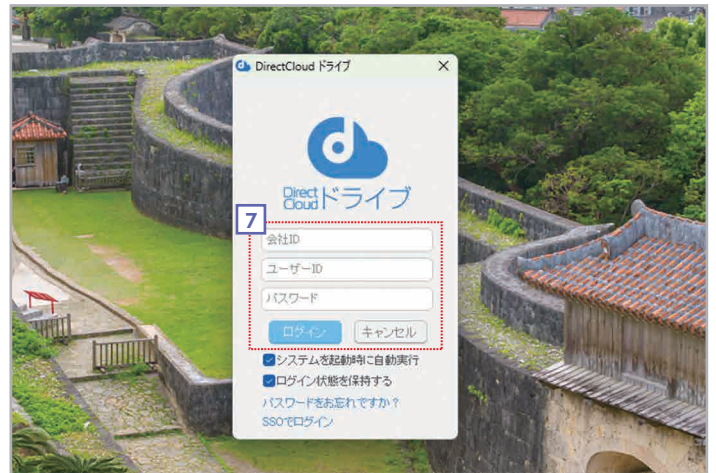 DirectCloud ドライブ
Direct Cloud ドライブ
7
会社ID
ユーザーID
パスワード
ログイン
キャンセル
システムを起動時に自動実行
ログイン状態を保持する
パスワードをお忘れですか?
SSOでログイン